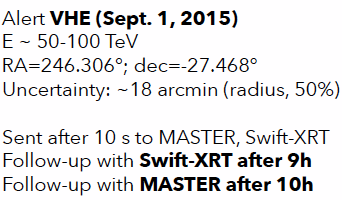 Alert VHE (Sept. 1, 2015)
E ~ 50-100 TeV
RA=246.306°; dec=-27.468°
Uncertainty: ~18 arcmin (radius, 50%)
Sent after 10 s to MASTER, Swift-XRT
Follow-up with Swift-XRT after 9h
Follow-up with MASTER after 10h